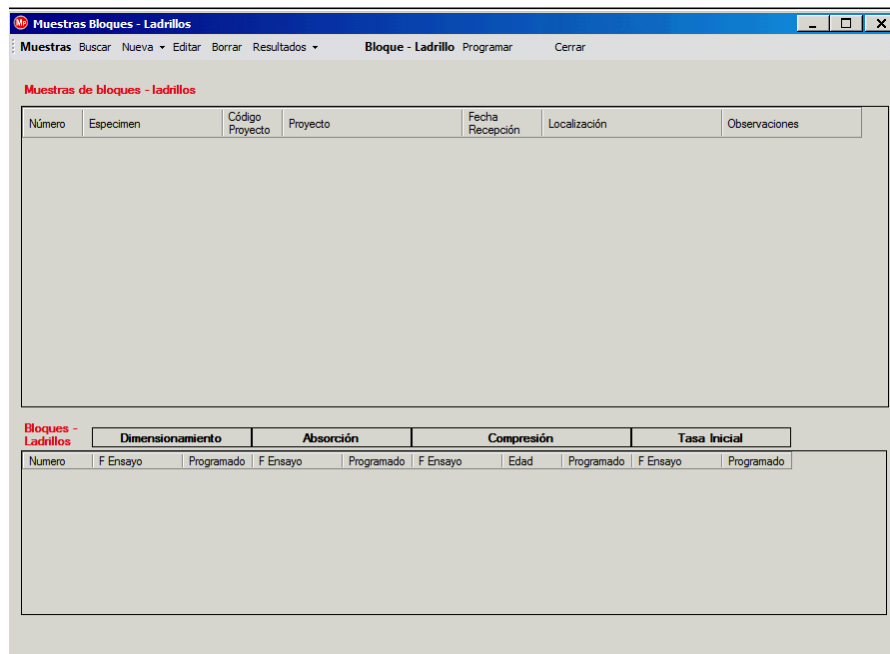 MP Muestras Bloques - Ladrillos
Muestras Buscar Nueva Editar Borrar Resultados Bloque - Ladrillo Programar Cerrar
Muestras de bloques - ladrillos
Número Especimen Código Proyecto Proyecto Fecha Recepción Localización Observaciones
Bloques - Ladrillos
Dimensionamiento Absorción Compresión Tasa Inicial
Numero F Ensayo Programado F Ensayo Programado F Ensayo Edad Programado F Ensayo Programado